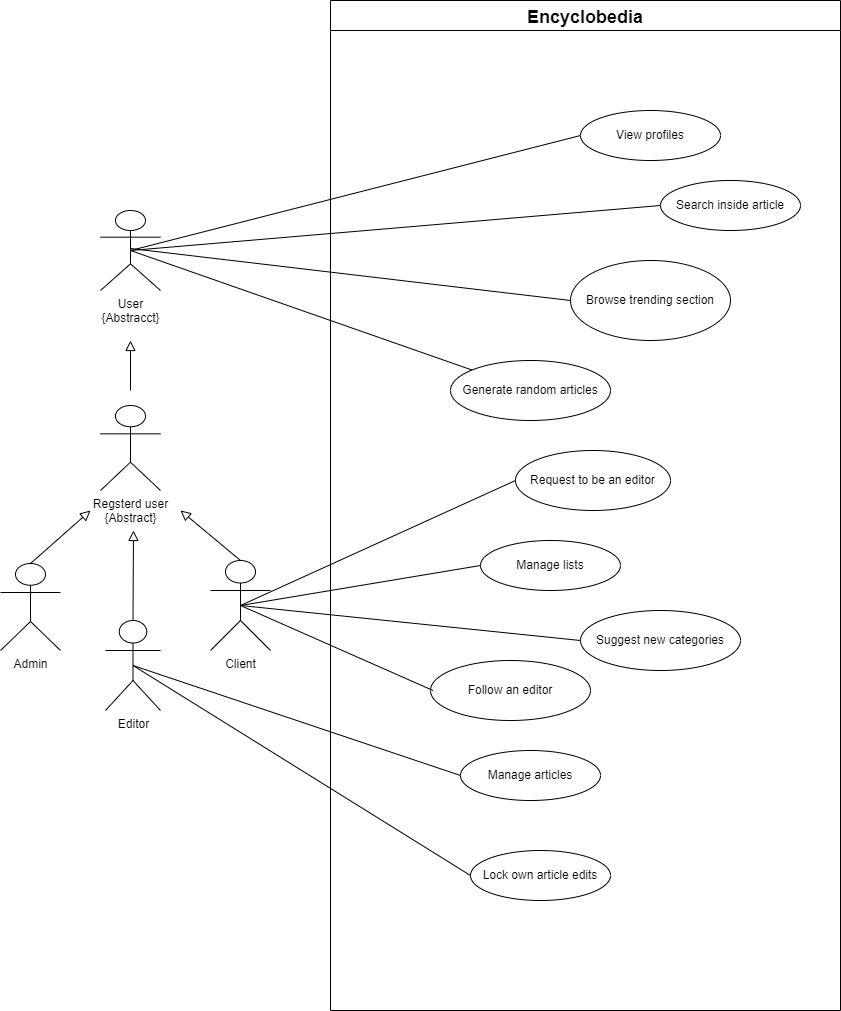 Encyclobedia
View profiles
Search inside article
User
{Abstracct}
Browse trending section
Generate random articles
Regsterd user
{Abstract}
Request to be an editor
Manage lists
Suggest new categories
Admin
Client
Follow an editor
Editor
Manage articles
Lock own article edits